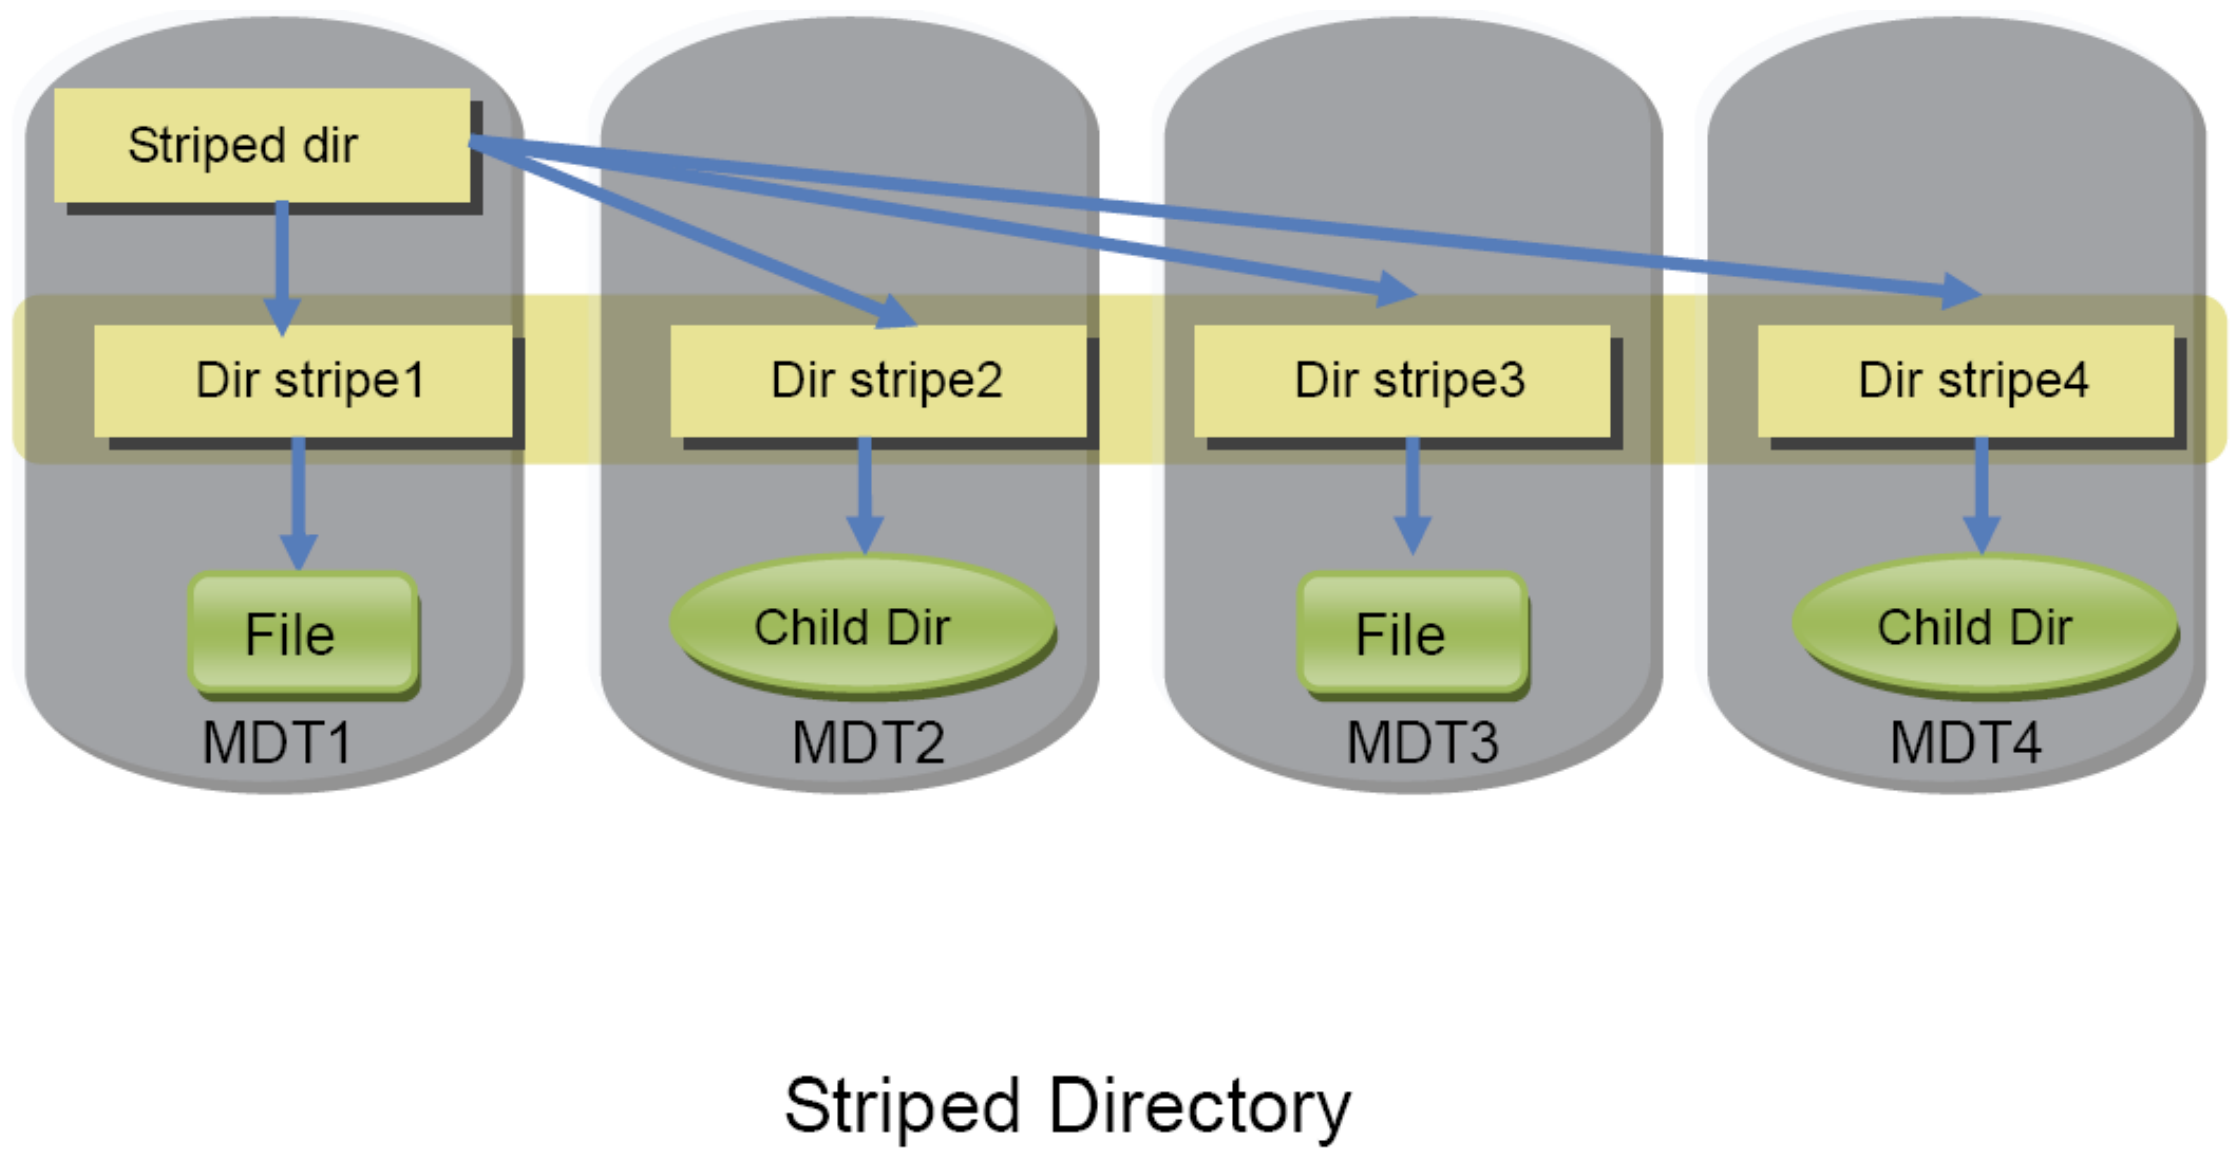 Striped dir
Dir stripe1
Dir stripe2
Dir stripe3
Dir stripe4
File
Child Dir
File
Child Dir
MDT1
MDT2
MDT3
MDT4
Striped Directory